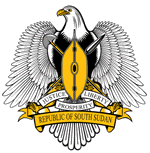 JUSTICE LIBERTY
PROSPERITY
REPUBLIC OF SOUTH SUDAN